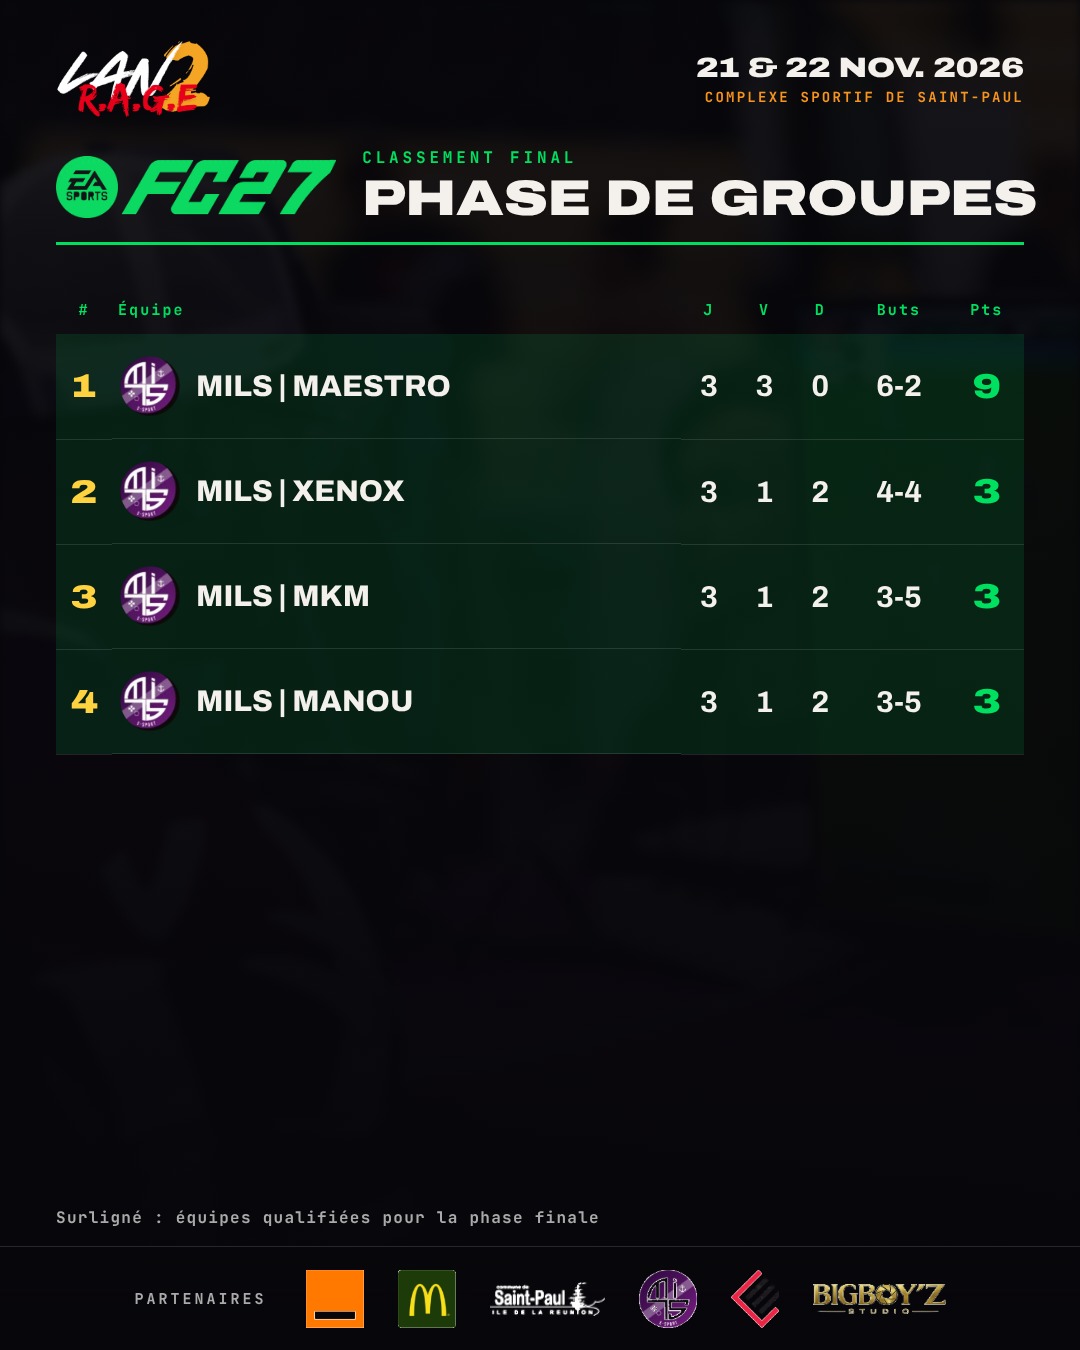 LAN2
R.A.G.E
21 & 22 NOV. 2026
COMPLEXE SPORTIF DE SAINT-PAUL
EA
SPORTS
FC27
CLASSEMENT FINAL
PHASE DE GROUPES
# Équipe J V D Buts Pts
1 MILS | MAESTRO 3 3 0 6-2 9
2 MILS | XENOX 3 1 2 4-4 3
3 MILS | MKM 3 1 2 3-5 3
4 MILS | MANOU 3 1 2 3-5 3
Surligné : équipes qualifiées pour la phase finale
PARTENAIRES
commune de
Saint-Paul
ILE DE LA REUNION
BIGBOY'Z
STUDIO